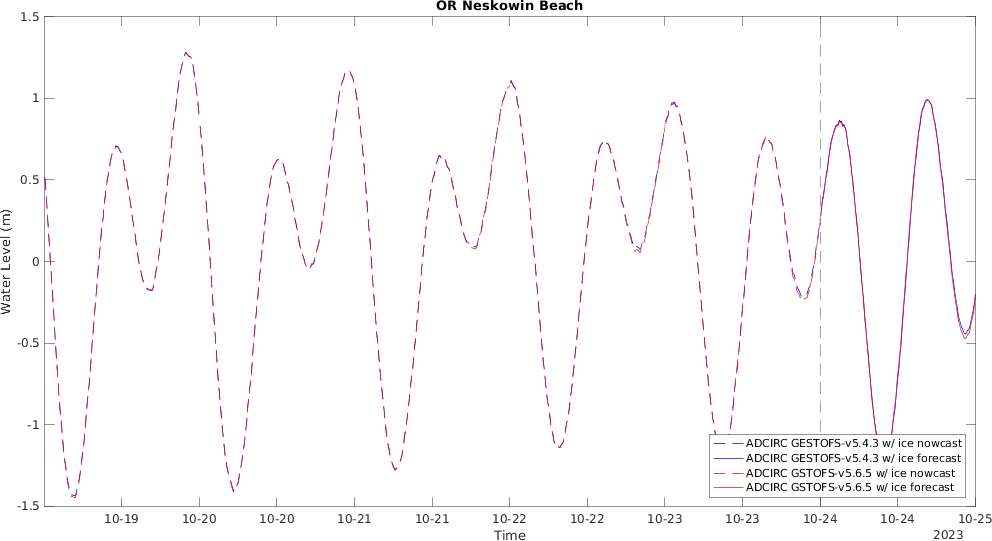 OR Neskowin Beach
1.5
1
0.5
0
-0.5
-1
-1.5
Water Level (m)
10-19
10-20
10-20
10-21
10-21
10-22
10-22
10-23
10-23
10-24
10-24
10-25
Time
2023
ADCIRC GESTOFS-v5.4.3 w/ ice nowcast
ADCIRC GESTOFS-v5.4.3 w/ ice forecast
ADCIRC GSTOFS-v5.6.5 w/ ice nowcast
ADCIRC GSTOFS-v5.6.5 w/ ice forecast